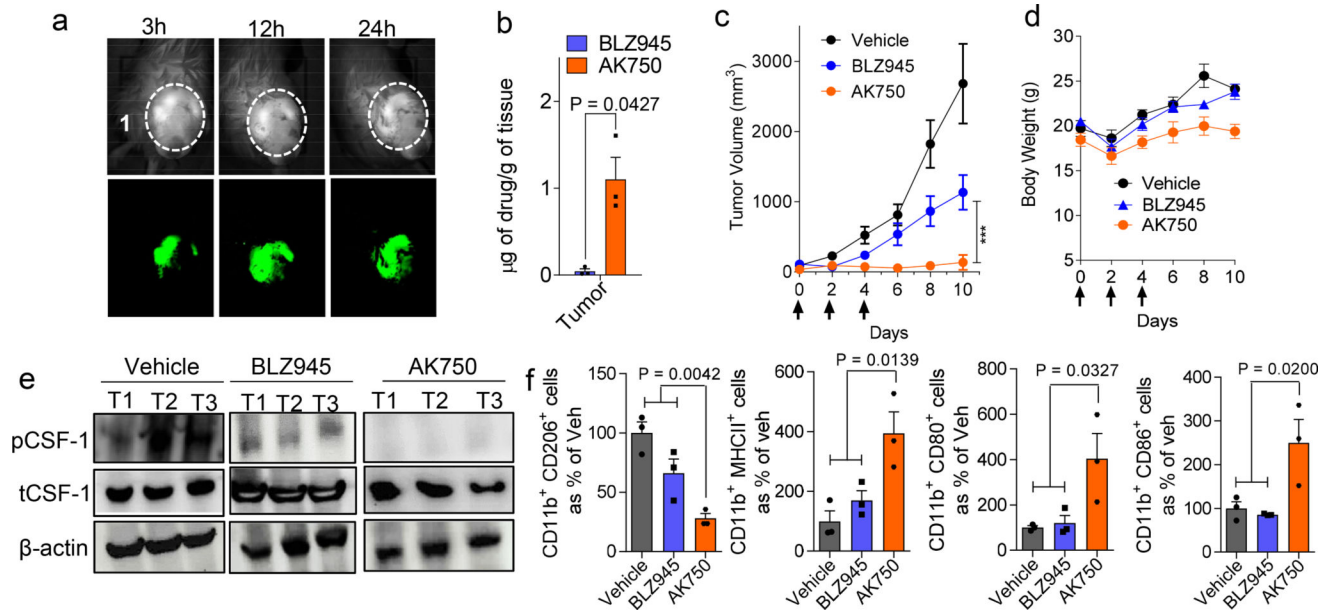 a
3h 12h 24h
1
b
BLZ945
AK750
P = 0.0427
µg of drug/g of tissue
2
1
0
Tumor
c
Vehicle
BLZ945
AK750
Tumor Volume (mm³)
3000
2000
1000
0
***
0 2 4 6 8 10
Days
d
Body Weight (g)
30
25
20
15
10
5
0
Vehicle
BLZ945
AK750
0 2 4 6 8 10
Days
e
Vehicle BLZ945 AK750
T1 T2 T3 T1 T2 T3 T1 T2 T3
pCSF-1
tCSF-1
β-actin
f
CD11b⁺ CD206⁺ cells
as % of Veh
P = 0.0042
150
100
50
0
Vehicle
BLZ945
AK750
CD11b⁺ MHCII⁺ cells
as % of Veh
P = 0.0139
600
400
200
0
Vehicle
BLZ945
AK750
CD11b⁺ CD80⁺ cells
as % of Veh
P = 0.0327
800
600
400
200
0
Vehicle
BLZ945
AK750
CD11b⁺ CD86⁺ cells
as % of Veh
P = 0.0200
400
300
200
100
0
Vehicle
BLZ945
AK750